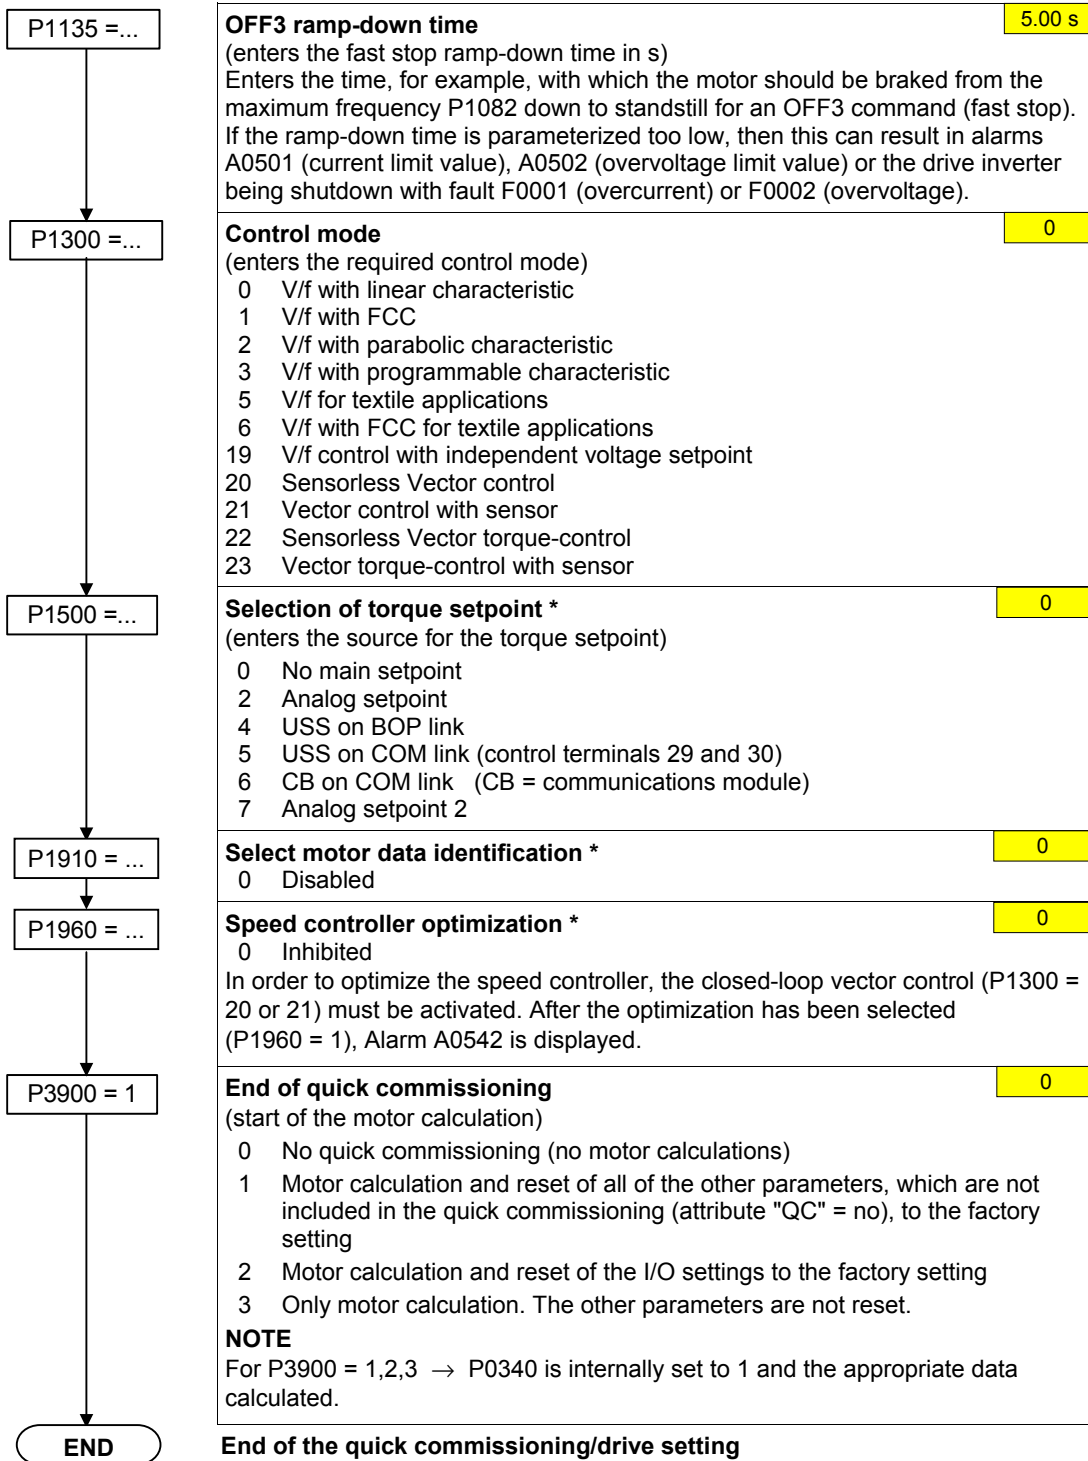 P1135 =...
OFF3 ramp-down time
5.00 s
(enters the fast stop ramp-down time in s)
Enters the time, for example, with which the motor should be braked from the
maximum frequency P1082 down to standstill for an OFF3 command (fast stop).
If the ramp-down time is parameterized too low, then this can result in alarms
A0501 (current limit value), A0502 (overvoltage limit value) or the drive inverter
being shutdown with fault F0001 (overcurrent) or F0002 (overvoltage).
P1300 =...
Control mode
0
(enters the required control mode)
0 V/f with linear characteristic
1 V/f with FCC
2 V/f with parabolic characteristic
3 V/f with programmable characteristic
5 V/f for textile applications
6 V/f with FCC for textile applications
19 V/f control with independent voltage setpoint
20 Sensorless Vector control
21 Vector control with sensor
22 Sensorless Vector torque-control
23 Vector torque-control with sensor
P1500 =...
Selection of torque setpoint *
0
(enters the source for the torque setpoint)
0 No main setpoint
2 Analog setpoint
4 USS on BOP link
5 USS on COM link (control terminals 29 and 30)
6 CB on COM link (CB = communications module)
7 Analog setpoint 2
P1910 = ...
Select motor data identification *
0
0 Disabled
P1960 = ...
Speed controller optimization *
0
0 Inhibited
In order to optimize the speed controller, the closed-loop vector control (P1300 =
20 or 21) must be activated. After the optimization has been selected
(P1960 = 1), Alarm A0542 is displayed.
P3900 = 1
End of quick commissioning
0
(start of the motor calculation)
0 No quick commissioning (no motor calculations)
1 Motor calculation and reset of all of the other parameters, which are not
included in the quick commissioning (attribute "QC" = no), to the factory
setting
2 Motor calculation and reset of the I/O settings to the factory setting
3 Only motor calculation. The other parameters are not reset.
NOTE
For P3900 = 1,2,3 → P0340 is internally set to 1 and the appropriate data
calculated.
END
End of the quick commissioning/drive setting